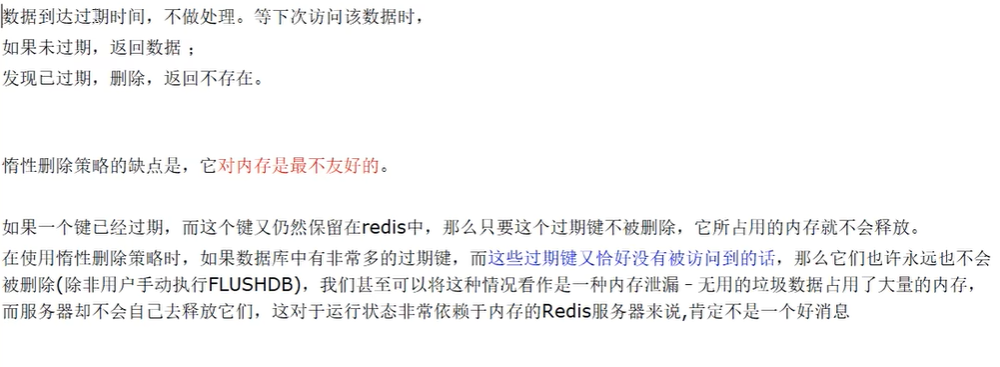 数据到达过期时间，不做处理。等下次访问该数据时，
如果未过期，返回数据 ；
发现已过期，删除，返回不存在。
惰性删除策略的缺点是，它对内存是最不友好的。
如果一个键已经过期，而这个键又仍然保留在redis中，那么只要这个过期键不被删除，它所占用的内存就不会释放。
在使用惰性删除策略时，如果数据库中有非常多的过期键，而这些过期键又恰好没有被访问到的话，那么它们也许永远也不会
被删除(除非用户手动执行FLUSHDB)，我们甚至可以将这种情况看作是一种内存泄漏－无用的垃圾数据占用了大量的内存，
而服务器却不会自己去释放它们，这对于运行状态非常依赖于内存的Redis服务器来说,肯定不是一个好消息